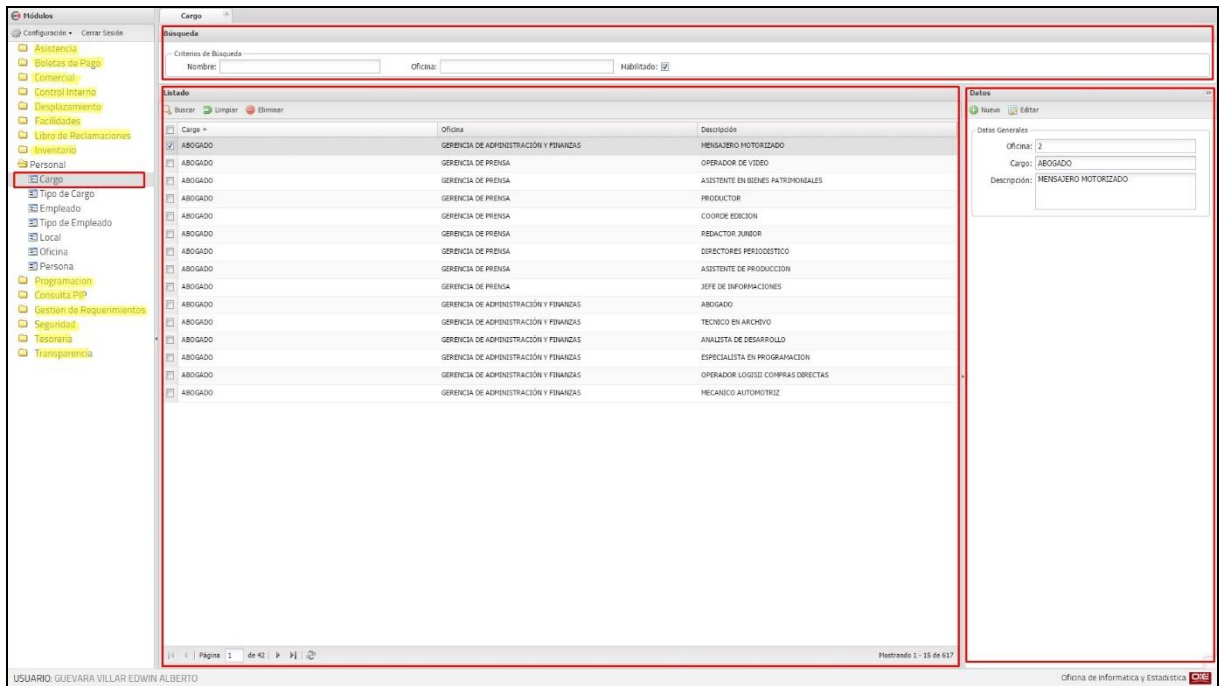 Módulos
Configuración Cerrar Sesión
Asistencia
Boletas de Pago
Comercial
Control Interno
Desplazamiento
Facilidades
Libro de Reclamaciones
Inventario
Personal
Cargo
Tipo de Cargo
Empleado
Tipo de Empleado
Local
Oficina
Persona
Programacion
Consulta PIP
Gestión de Requerimientos
Seguridad
Tesoreria
Transparencia
Cargo
Búsqueda
Criterios de Búsqueda
Nombre: Oficina: Habilitado:
Listado
Buscar Limpiar Eliminar
Cargo Oficina Descripción
ABOGADO GERENCIA DE ADMINISTRACIÓN Y FINANZAS MENSAJERO MOTORIZADO
ABOGADO GERENCIA DE PRENSA OPERADOR DE VIDEO
ABOGADO GERENCIA DE PRENSA ASISTENTE EN BIENES PATRIMONIALES
ABOGADO GERENCIA DE PRENSA PRODUCTOR
ABOGADO GERENCIA DE PRENSA COORDE EDICION
ABOGADO GERENCIA DE PRENSA REDACTOR JUNIOR
ABOGADO GERENCIA DE PRENSA DIRECTORES PERIODISTICO
ABOGADO GERENCIA DE PRENSA ASISTENTE DE PRODUCCION
ABOGADO GERENCIA DE PRENSA JEFE DE INFORMACIONES
ABOGADO GERENCIA DE ADMINISTRACIÓN Y FINANZAS ABOGADO
ABOGADO GERENCIA DE ADMINISTRACIÓN Y FINANZAS TECNICO EN ARCHIVO
ABOGADO GERENCIA DE ADMINISTRACIÓN Y FINANZAS ANALISTA DE DESARROLLO
ABOGADO GERENCIA DE ADMINISTRACIÓN Y FINANZAS ESPECIALISTA EN PROGRAMACION
ABOGADO GERENCIA DE ADMINISTRACIÓN Y FINANZAS OPERADOR LOGISII COMPRAS DIRECTAS
ABOGADO GERENCIA DE ADMINISTRACIÓN Y FINANZAS MECANICO AUTOMOTRIZ
Página 1 de 42 Mostrando 1 - 15 de 617
Datos
Nuevo Editar
Datos Generales
Oficina: 2
Cargo: ABOGADO
Descripción: MENSAJERO MOTORIZADO
USUARIO: GUEVARA VILLAR EDWIN ALBERTO
Oficina de Informatica y Estadistica OIE